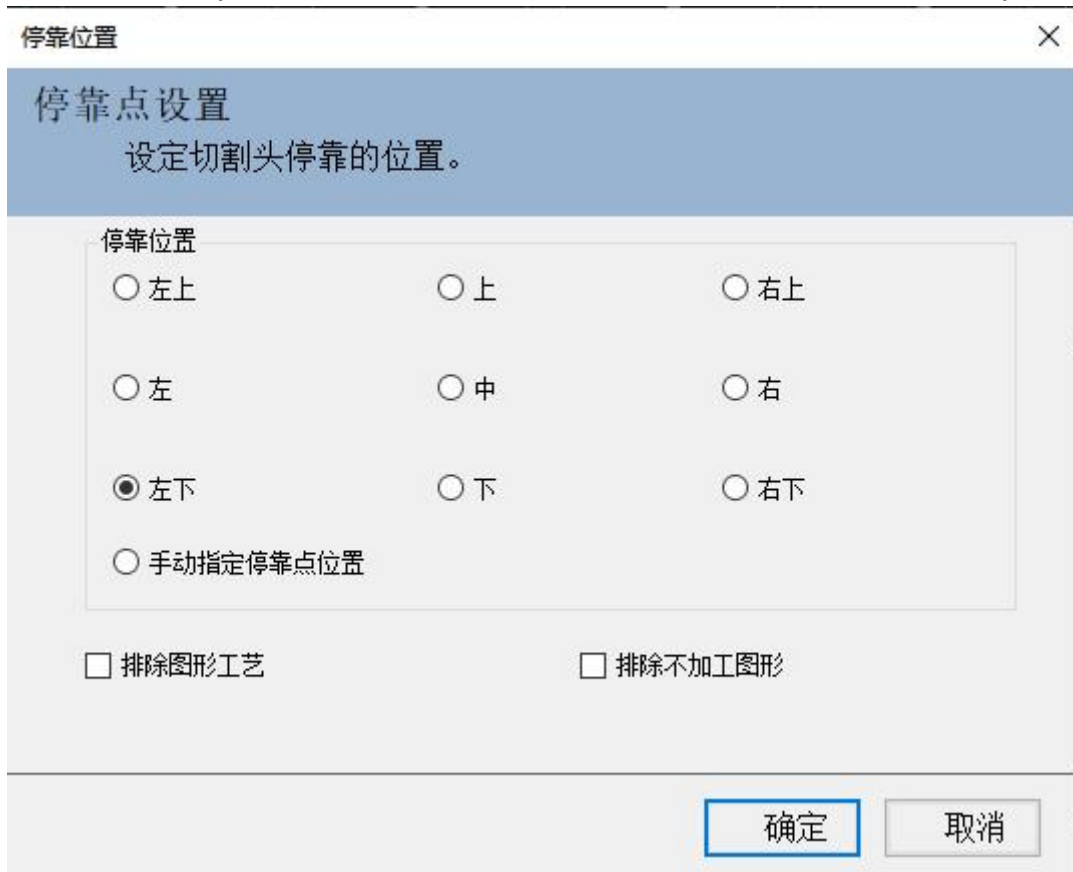 停靠位置
停靠点设置
设定切割头停靠的位置。
停靠位置
左上 上 右上
左 中 右
左下 下 右下
手动指定停靠点位置
排除图形工艺 排除不加工图形
确定 取消